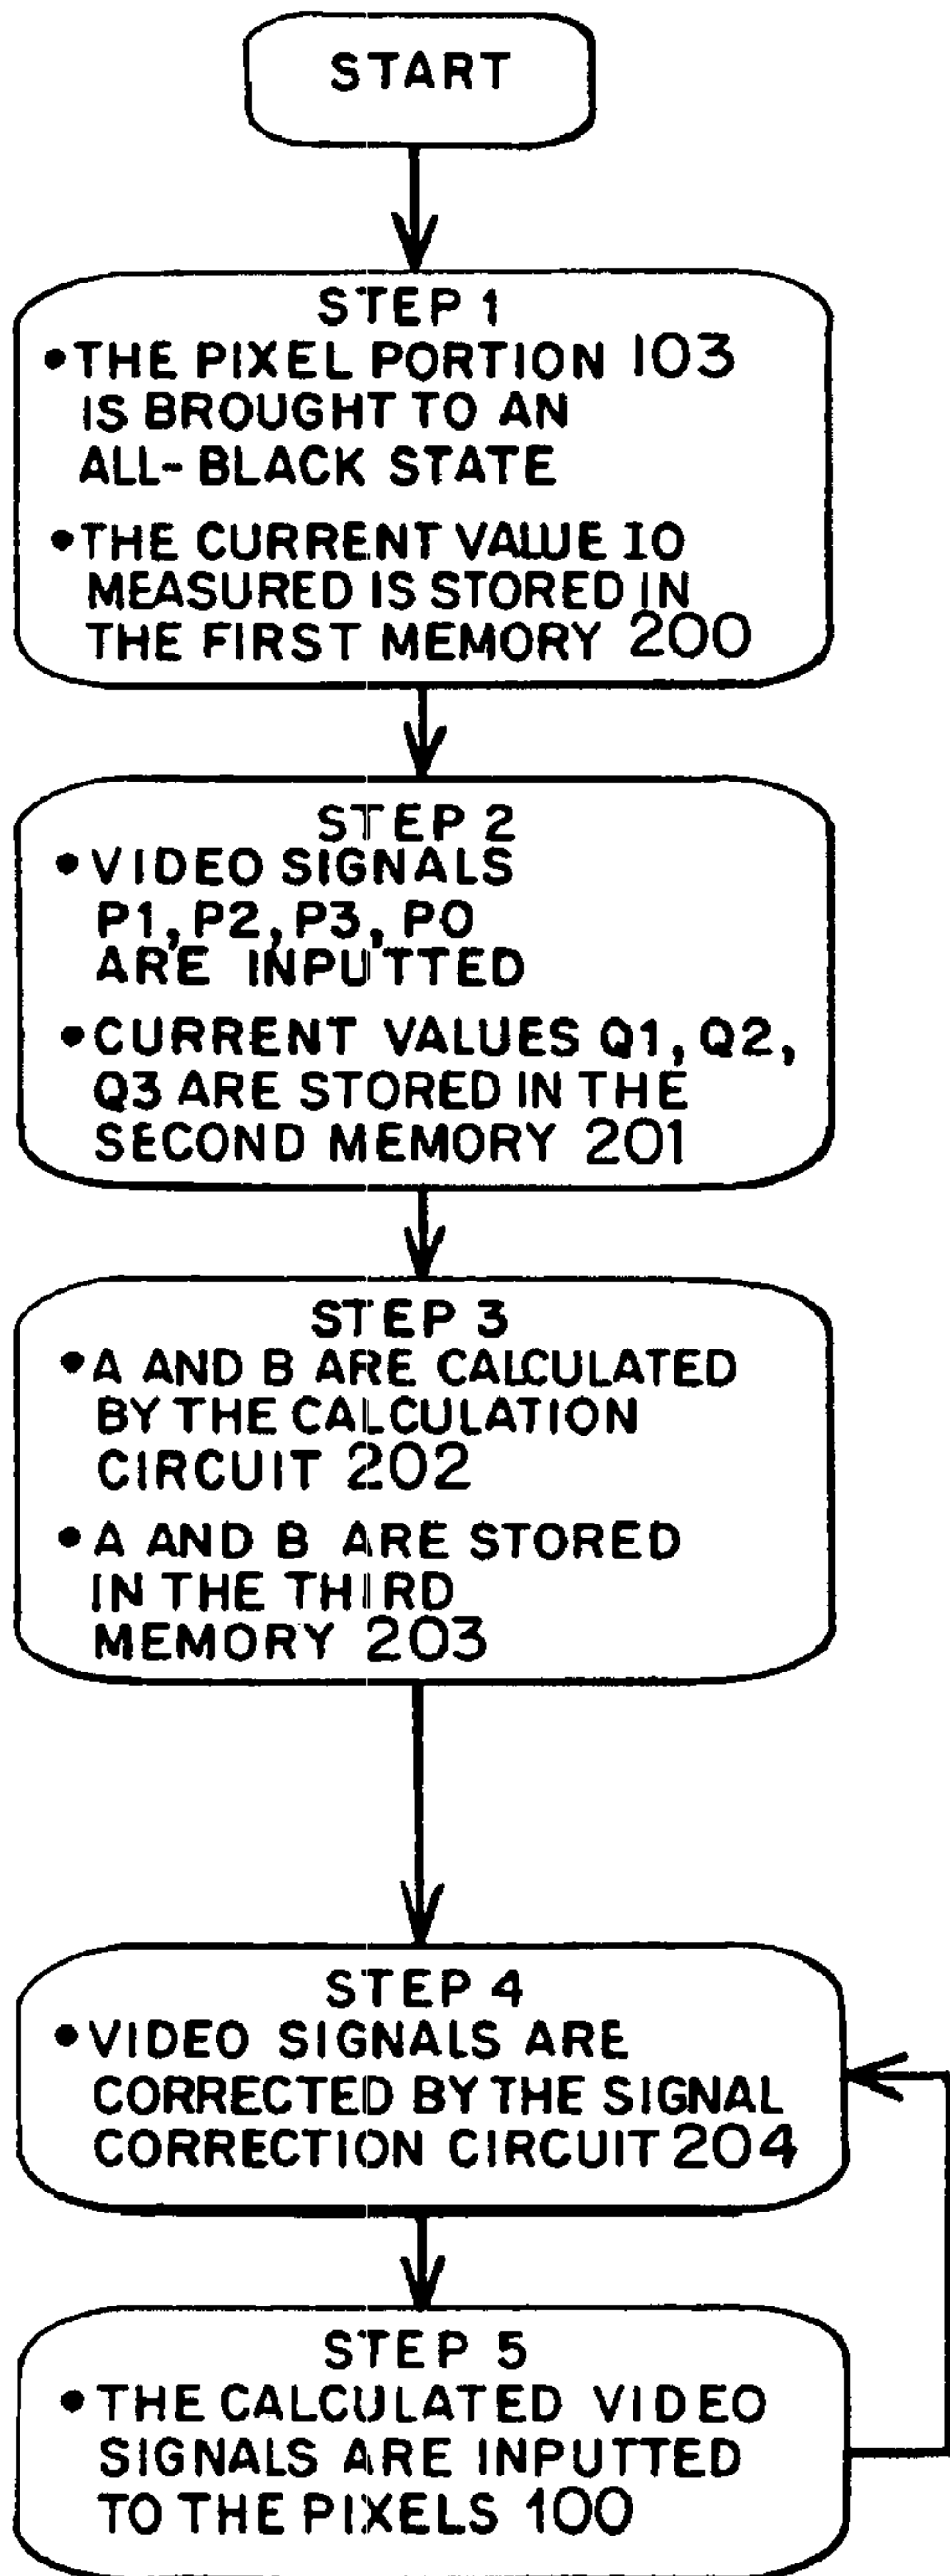 START
STEP 1
•THE PIXEL PORTION 103
IS BROUGHT TO AN
ALL-BLACK STATE
•THE CURRENT VALUE I0
MEASURED IS STORED IN
THE FIRST MEMORY 200
STEP 2
•VIDEO SIGNALS
P1, P2, P3, P0
ARE INPUTTED
•CURRENT VALUES Q1, Q2,
Q3 ARE STORED IN THE
SECOND MEMORY 201
STEP 3
•A AND B ARE CALCULATED
BY THE CALCULATION
CIRCUIT 202
•A AND B ARE STORED
IN THE THIRD
MEMORY 203
STEP 4
•VIDEO SIGNALS ARE
CORRECTED BY THE SIGNAL
CORRECTION CIRCUIT 204
STEP 5
•THE CALCULATED VIDEO
SIGNALS ARE INPUTTED
TO THE PIXELS 100